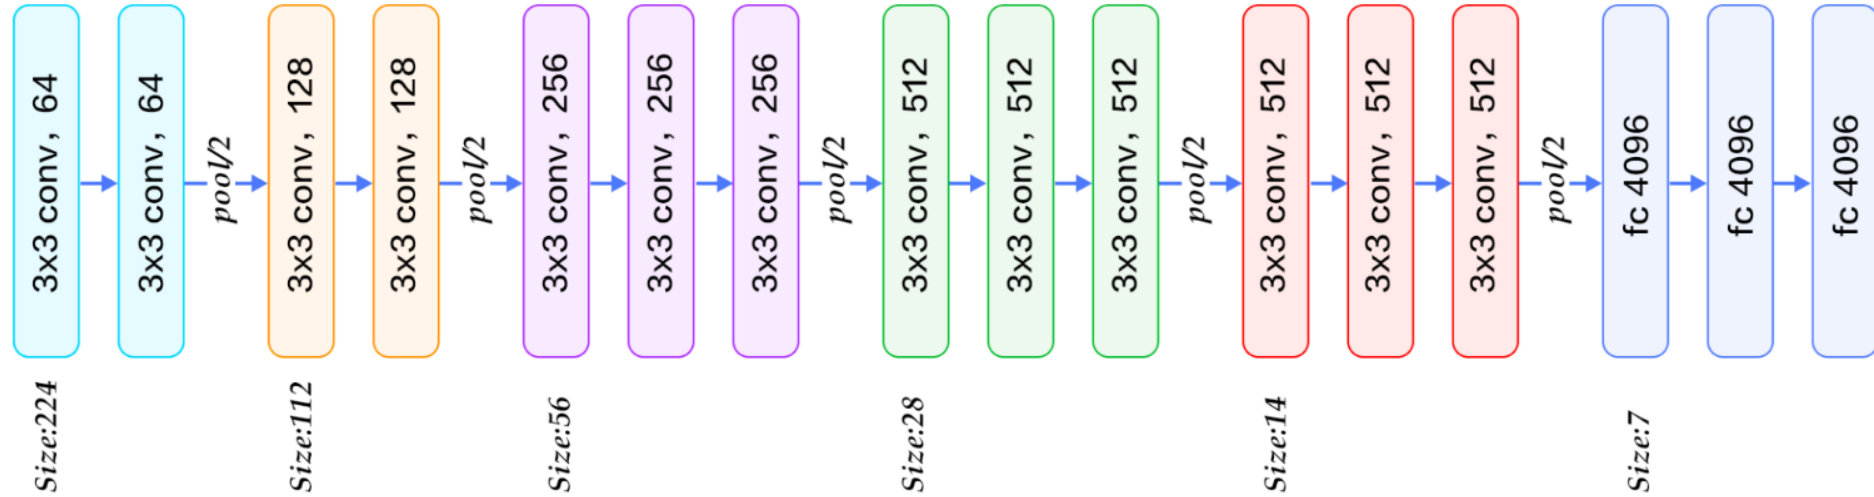 3x3 conv, 64
3x3 conv, 64
pool/2
3x3 conv, 128
3x3 conv, 128
pool/2
3x3 conv, 256
3x3 conv, 256
3x3 conv, 256
pool/2
3x3 conv, 512
3x3 conv, 512
3x3 conv, 512
pool/2
3x3 conv, 512
3x3 conv, 512
3x3 conv, 512
pool/2
fc 4096
fc 4096
fc 4096
Size:224
Size:112
Size:56
Size:28
Size:14
Size:7